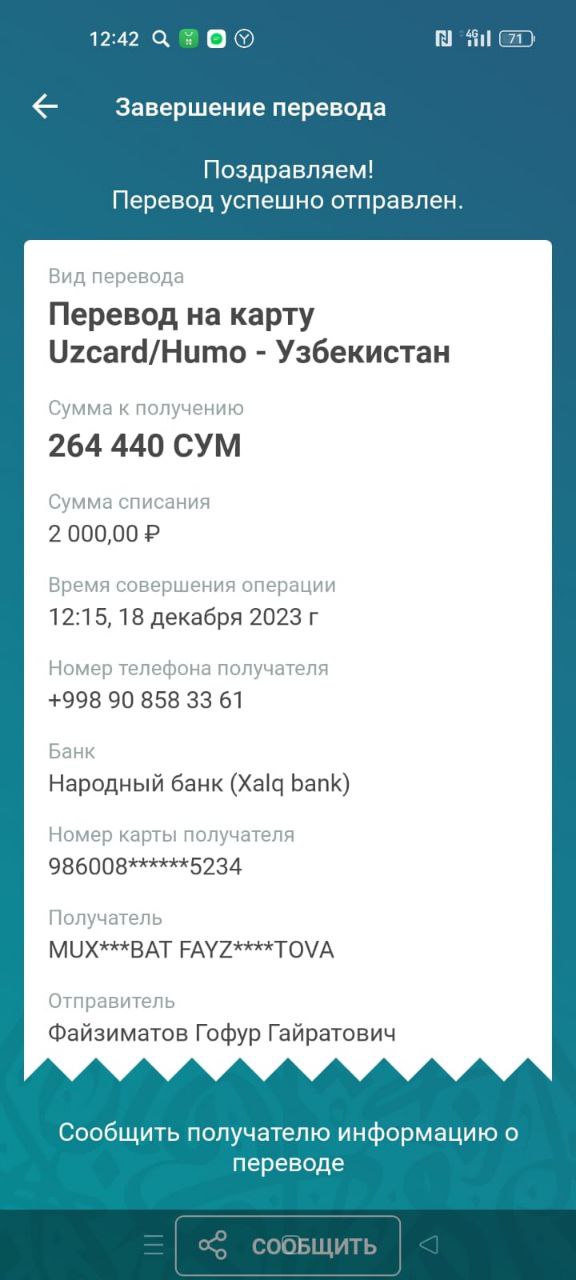 12:42
4G
71
Завершение перевода
Поздравляем!
Перевод успешно отправлен.
Вид перевода
Перевод на карту
Uzcard/Humo - Узбекистан
Сумма к получению
264 440 СУМ
Сумма списания
2 000,00 ₽
Время совершения операции
12:15, 18 декабря 2023 г
Номер телефона получателя
+998 90 858 33 61
Банк
Народный банк (Xalq bank)
Номер карты получателя
986008******5234
Получатель
MUX***BAT FAYZ****TOVA
Отправитель
Файзиматов Гофур Гайратович
Сообщить получателю информацию о
переводе
СООБЩИТЬ